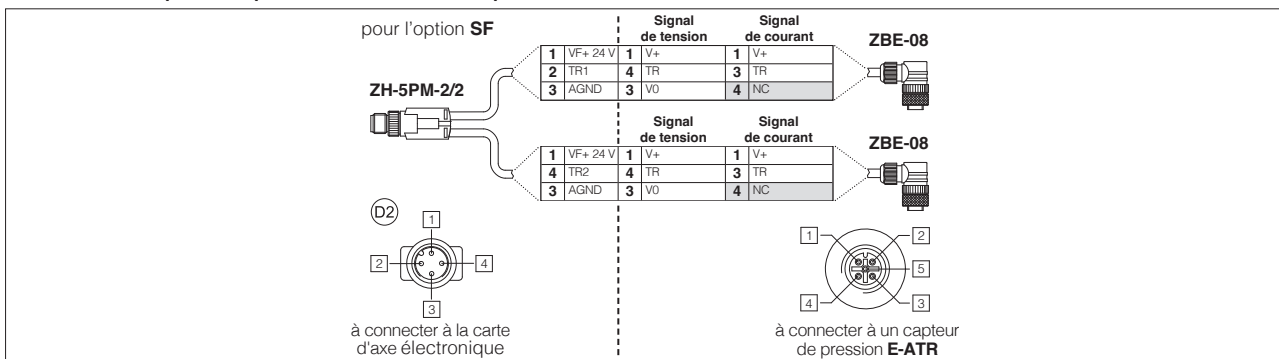 pour l'option SF
ZH-5PM-2/2
Signal de tension
Signal de courant
ZBE-08
1 VF+ 24 V 1 V+ 1 V+
2 TR1 4 TR 3 TR
3 AGND 3 V0 4 NC
Signal de tension
Signal de courant
ZBE-08
1 VF+ 24 V 1 V+ 1 V+
4 TR2 4 TR 3 TR
3 AGND 3 V0 4 NC
D2
1
2
4
3
à connecter à la carte
d'axe électronique
1
2
5
4
3
à connecter à un capteur
de pression E-ATR